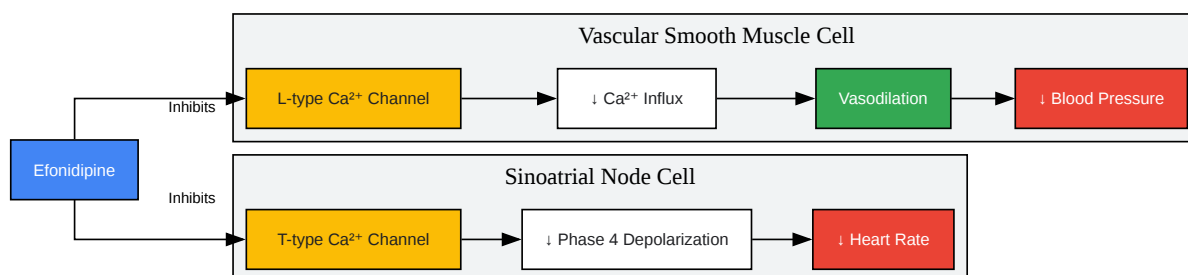 Vascular Smooth Muscle Cell
L-type Ca²⁺ Channel
↓ Ca²⁺ Influx
Vasodilation
↓ Blood Pressure
Inhibits
Efonidipine
Sinoatrial Node Cell
Inhibits
T-type Ca²⁺ Channel
↓ Phase 4 Depolarization
↓ Heart Rate